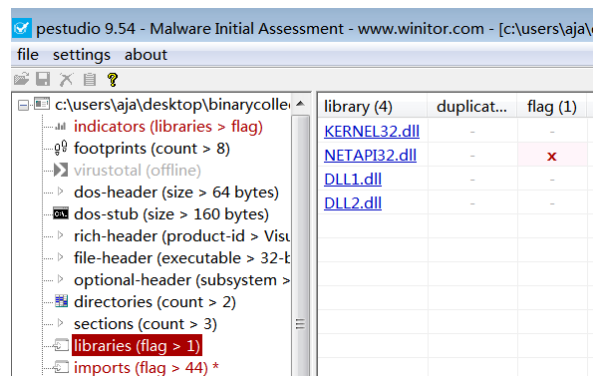 pestudio 9.54 - Malware Initial Assessment - www.winitor.com - [c:\users\aja\
file settings about
c:\users\aja\desktop\binarycolle
indicators (libraries > flag)
footprints (count > 8)
virustotal (offline)
dos-header (size > 64 bytes)
dos-stub (size > 160 bytes)
rich-header (product-id > Visu
file-header (executable > 32-b
optional-header (subsystem >
directories (count > 2)
sections (count > 3)
libraries (flag > 1)
imports (flag > 44) *
library (4) duplicat... flag (1)
KERNEL32.dll - -
NETAPI32.dll - x
DLL1.dll - -
DLL2.dll - -